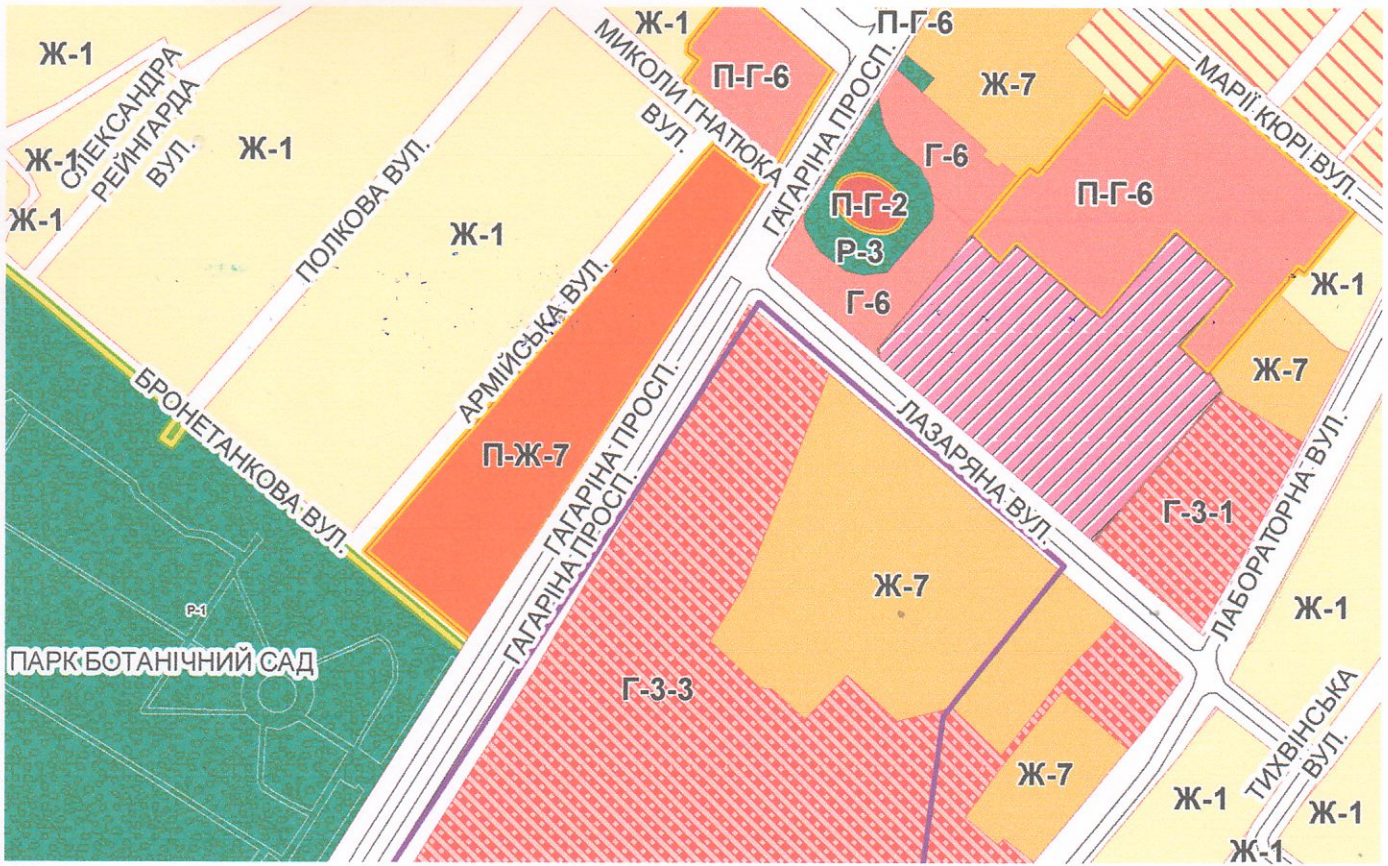 Ж-1
Ж-1
П-Г-6
ОЛЕКСАНДРА
РЕЙНГАРДА
ВУЛ.
МИКОЛИ ГНАТЮКА
ВУЛ.
П-Г-6
ГАГАРІНА ПРОСП.
Ж-7
МАРІЇ КЮРІ ВУЛ.
Ж-1
Ж-1
Ж-1
ПОЛКОВА ВУЛ.
Ж-1
Г-6
П-Г-2
Р-3
Г-6
П-Г-6
Ж-1
АРМІЙСЬКА ВУЛ.
БРОНЕТАНКОВА ВУЛ.
П-Ж-7
ГАГАРІНА ПРОСП.
ГАГАРІНА ПРОСП.
ЛАЗАРЯНА ВУЛ.
Ж-7
Г-3-1
ЛАБОРАТОРНА ВУЛ.
Ж-7
Ж-1
Р-1
ПАРК БОТАНІЧНИЙ САД
Г-3-3
Ж-7
ТИХВІНСЬКА
ВУЛ.
Ж-1
Ж-1
Ж-1